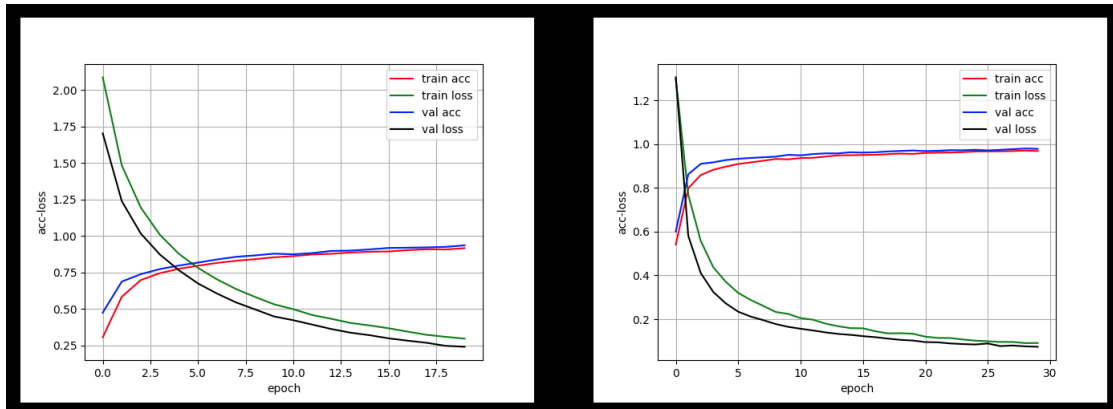 2.00
1.75
1.50
1.25
1.00
0.75
0.50
0.25
acc-loss
0.0 2.5 5.0 7.5 10.0 12.5 15.0 17.5
epoch
train acc
train loss
val acc
val loss
1.2
1.0
0.8
0.6
0.4
0.2
acc-loss
0 5 10 15 20 25 30
epoch
train acc
train loss
val acc
val loss